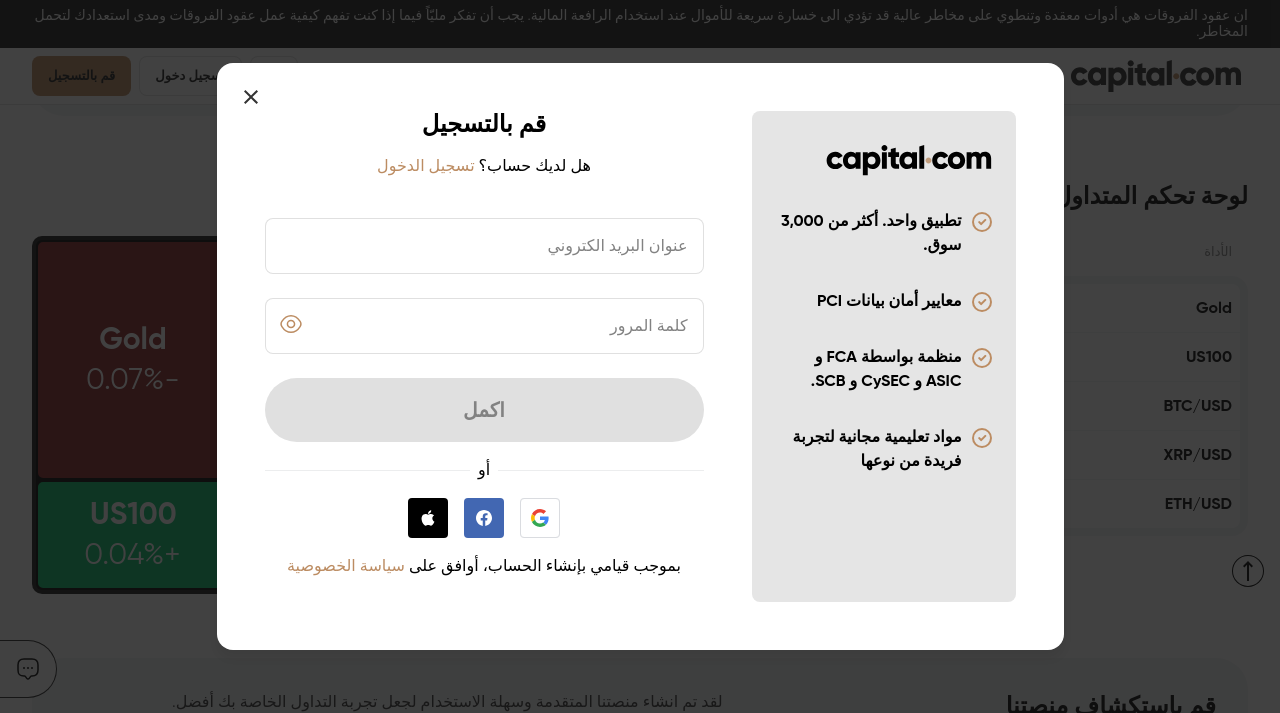 ان عقود الفروقات هي أدوات معقدة وتنطوي على مخاطر عالية قد تؤدي الى خسارة سريعة للأموال عند استخدام الرافعة المالية. يجب أن تفكر مليًا فيما إذا كنت تفهم كيفية عمل عقود الفروقات ومدى استعدادك لتحمل
المخاطر.
capital.com
دخول
قم بالتسجيل
لوحة تحكم
الأداة
Gold
US100
BTC/USD
XRP/USD
ETH/USD
Gold
-0.07%
US100
+0.04%
capital.com
تطبيق واحد. أكثر من 3,000
سوق.
معايير أمان بيانات PCI
منظمة بواسطة FCA و
ASIC و CySEC و SCB.
مواد تعليمية مجانية لتجربة
فريدة من نوعها
قم بالتسجيل
هل لديك حساب؟ تسجيل الدخول
عنوان البريد الكتروني
كلمة المرور
اكمل
أو
بموجب قيامي بإنشاء الحساب، أوافق على سياسة الخصوصية
قم باستكشاف منصتنا
لقد تم انشاء منصتنا المتقدمة وسهلة الاستخدام لجعل تجربة التداول الخاصة بك أفضل.